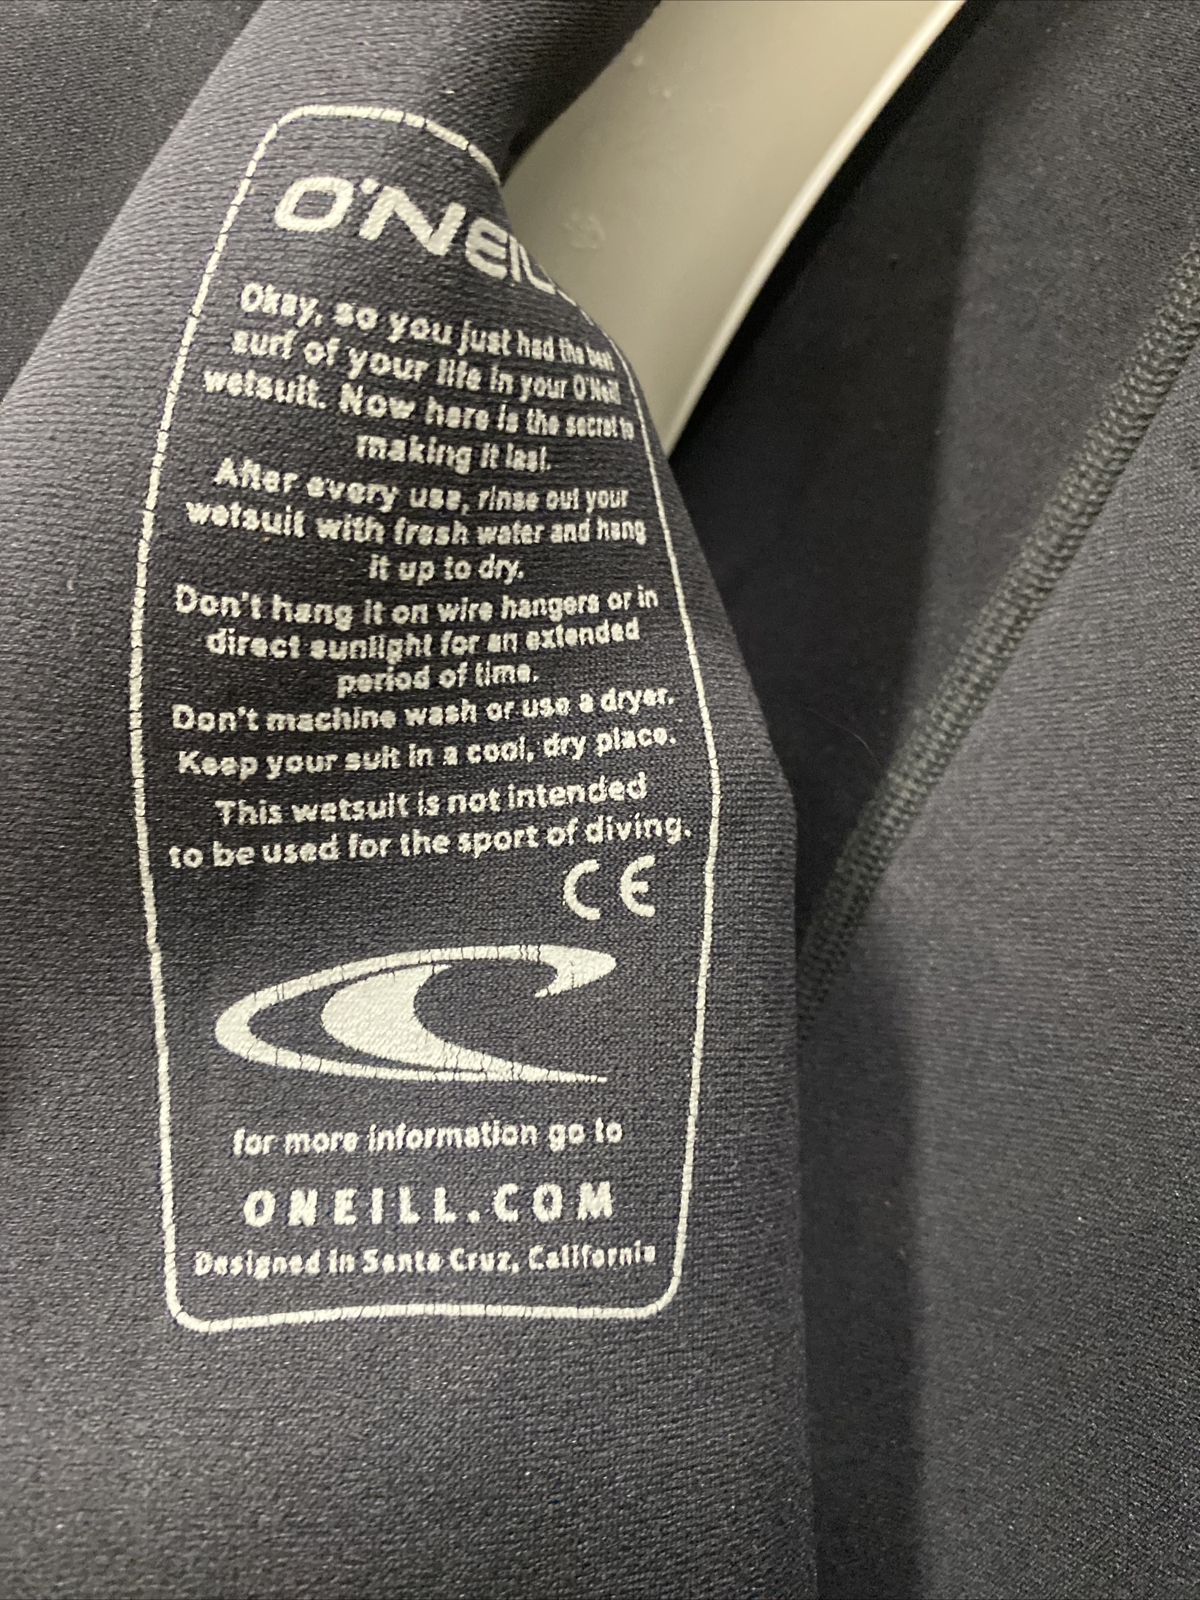 O'NEIL
Okay, so you just had the best
surf of your life in your O'Neill
wetsuit. Now here is the secret to
making it last.
After every use, rinse out your
wetsuit with fresh water and hang
it up to dry.
Don't hang it on wire hangers or in
direct sunlight for an extended
period of time.
Don't machine wash or use a dryer.
Keep your suit in a cool, dry place.
This wetsuit is not intended
to be used for the sport of diving.
CE
for more information go to
ONEILL.COM
Designed in Santa Cruz, California